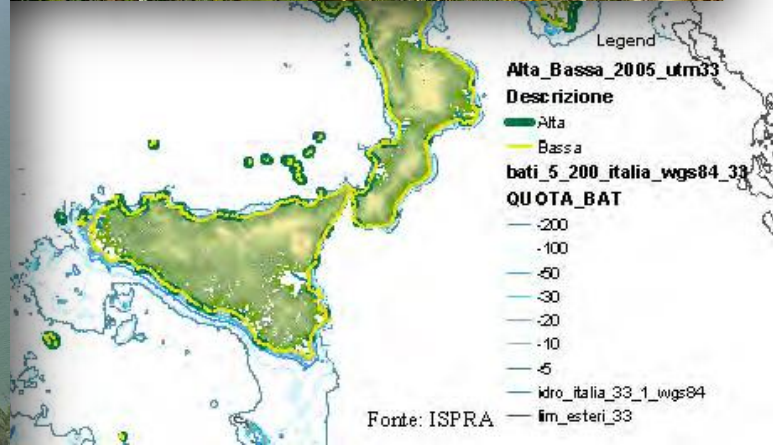 Legend
Alta_Bassa_2005_utm33
Descrizione
Alta
Bassa
bati_5_200_italia_wgs84_33
QUOTA_BAT
-200
-100
-50
-30
-20
-10
-5
idro_italia_33_1_wgs84
lim_esteri_33
Fonte: ISPRA